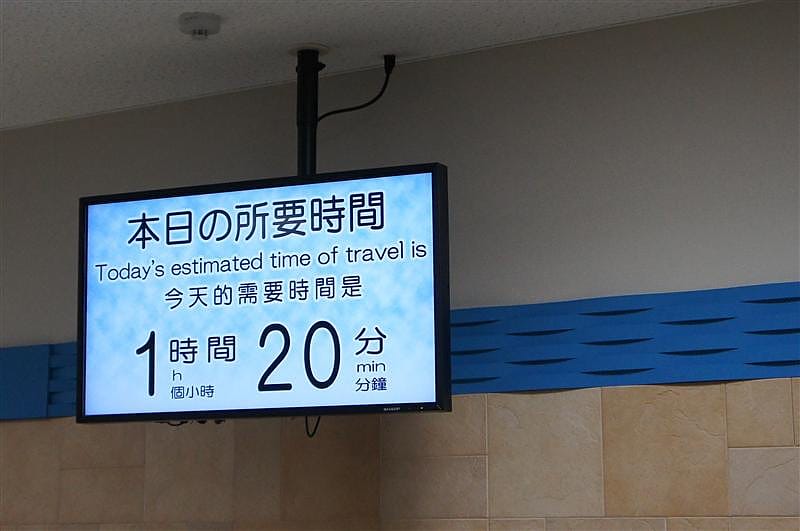 本日の所要時間
Today's estimated time of travel is
今天的需要時間是
1時間 20分
h min
個小時 分鐘
SHARP